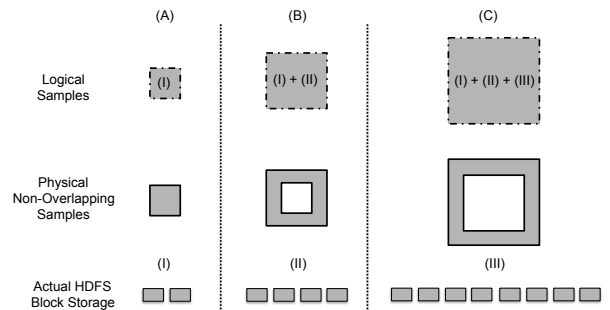 (A)
(B)
(C)
Logical
Samples
(I)
(I) + (II)
(I) + (II) + (III)
Physical
Non-Overlapping
Samples
(I)
(II)
(III)
Actual HDFS
Block Storage